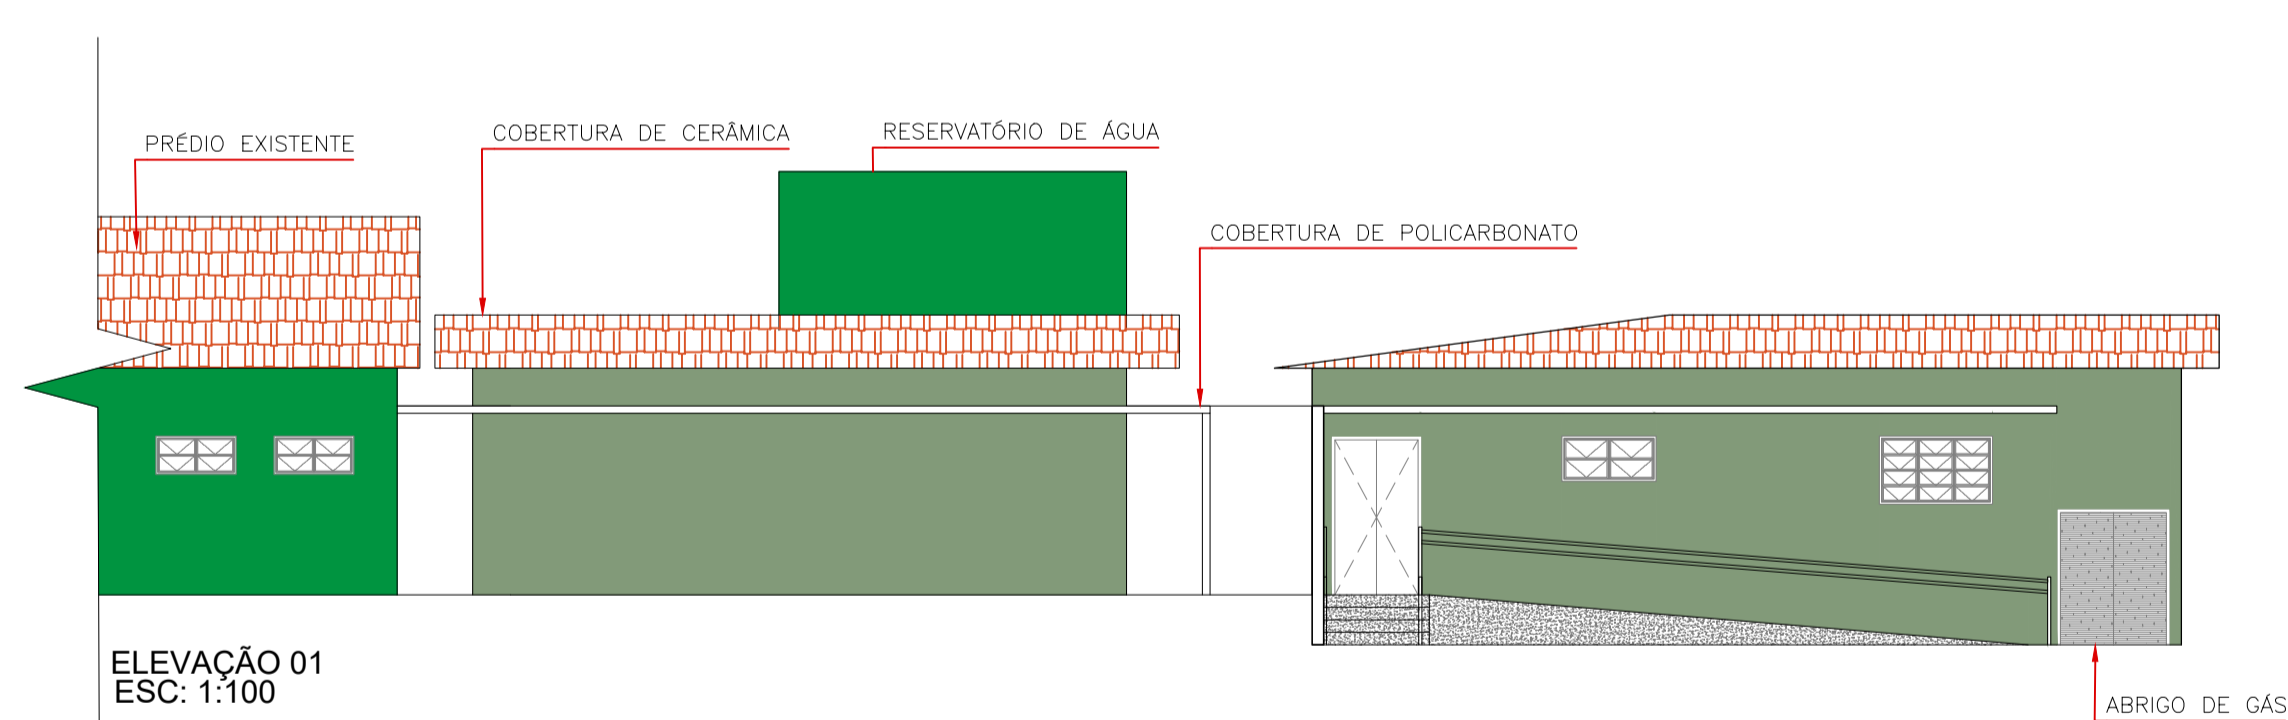 PRÉDIO EXISTENTE
COBERTURA DE CERÂMICA
RESERVATÓRIO DE ÁGUA
COBERTURA DE POLICARBONATO
ELEVAÇÃO 01
ESC: 1:100
ABRIGO DE GÁS